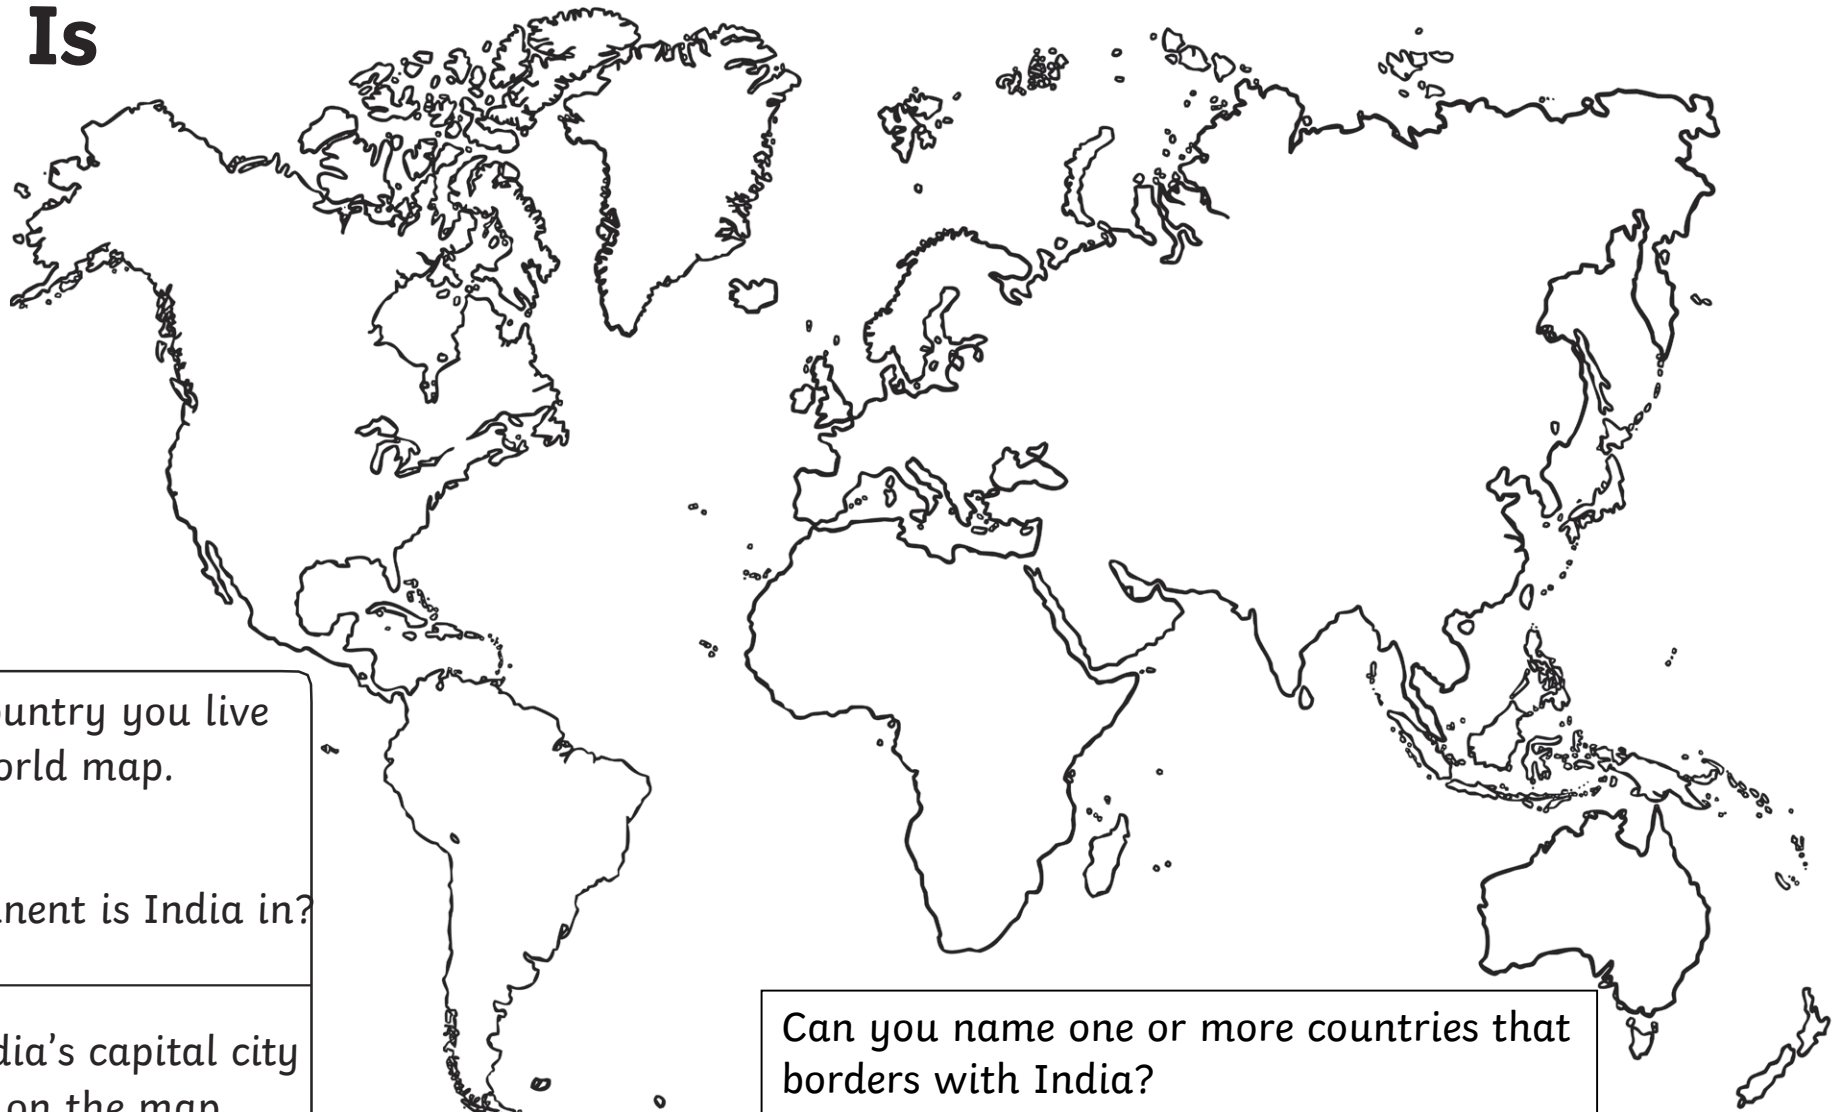 Is
ountry you live
orld map.
nent is India in?
dia's capital city
on the map
Can you name one or more countries that
borders with India?